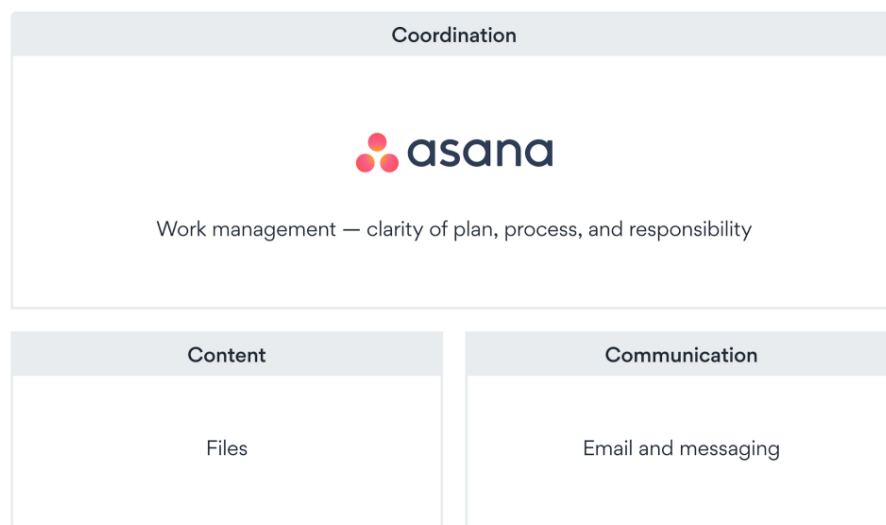 Coordination
asana
Work management — clarity of plan, process, and responsibility
Content
Communication
Files
Email and messaging